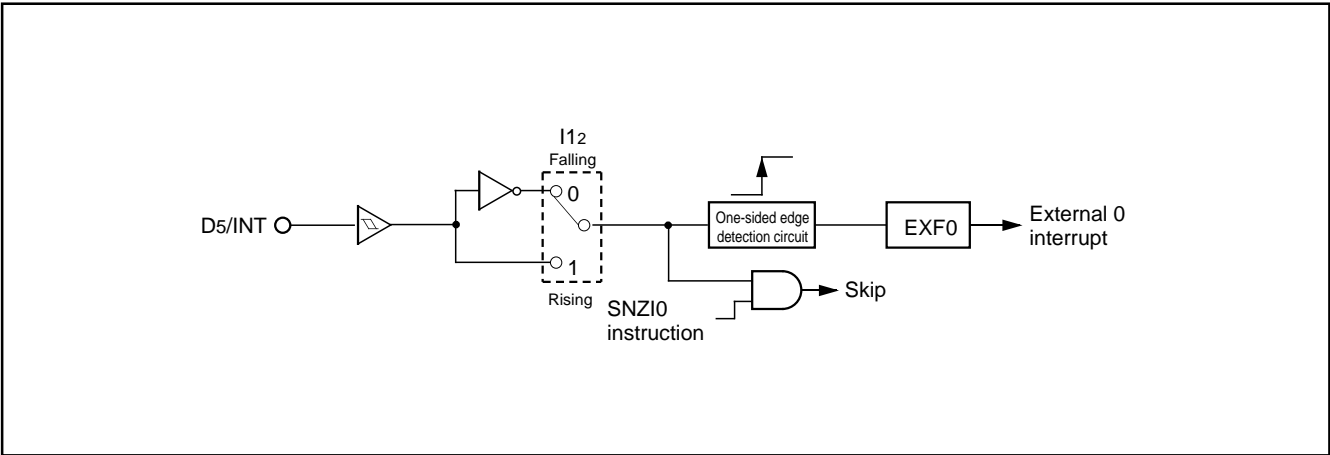 I12
Falling
0
D5/INT
1
Rising
One-sided edge
detection circuit
EXF0
External 0
interrupt
SNZI0
instruction
Skip